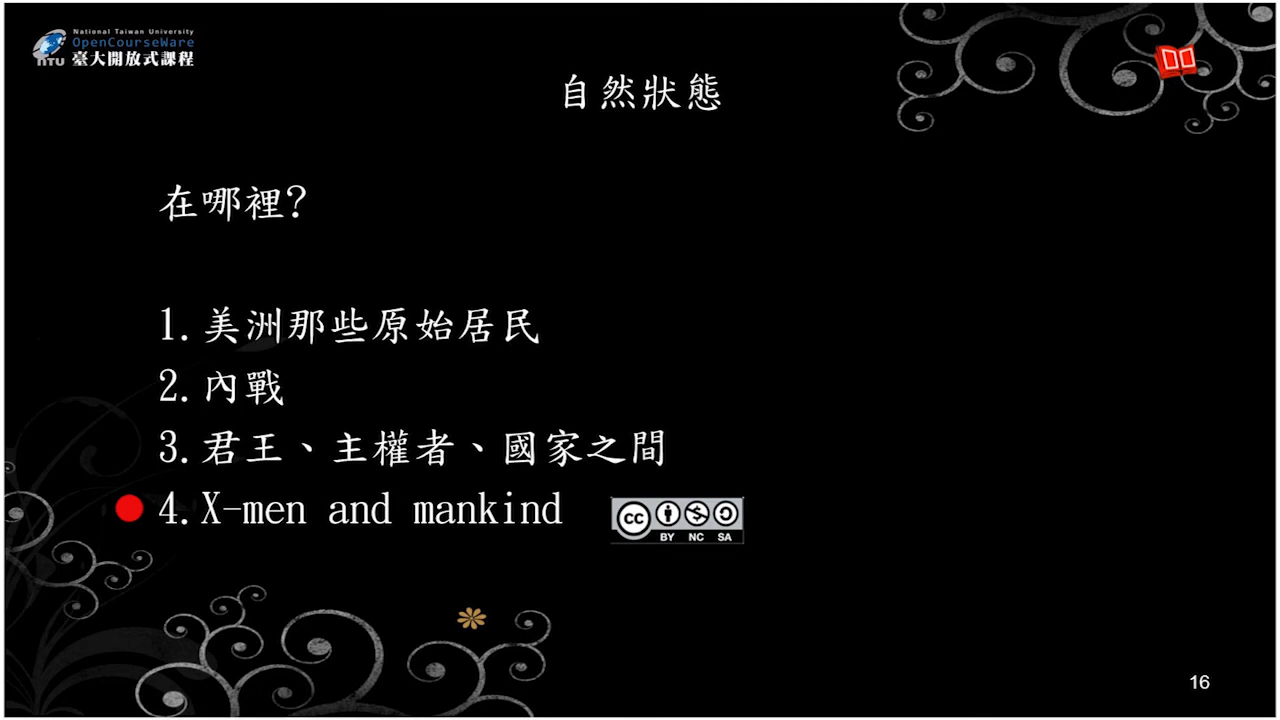 National Taiwan University
OpenCourseWare
NTU 臺大開放式課程
自然狀態
在哪裡?
1.美洲那些原始居民
2.內戰
3.君王、主權者、國家之間
4.X-men and mankind
cc BY NC SA
16